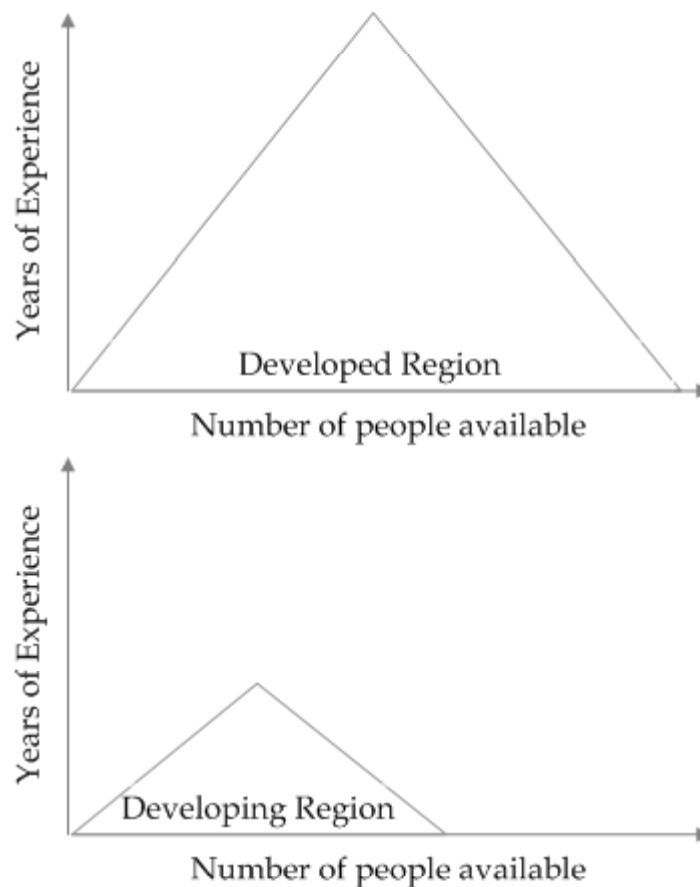 Years of Experience
Developed Region
Number of people available
Years of Experience
Developing Region
Number of people available